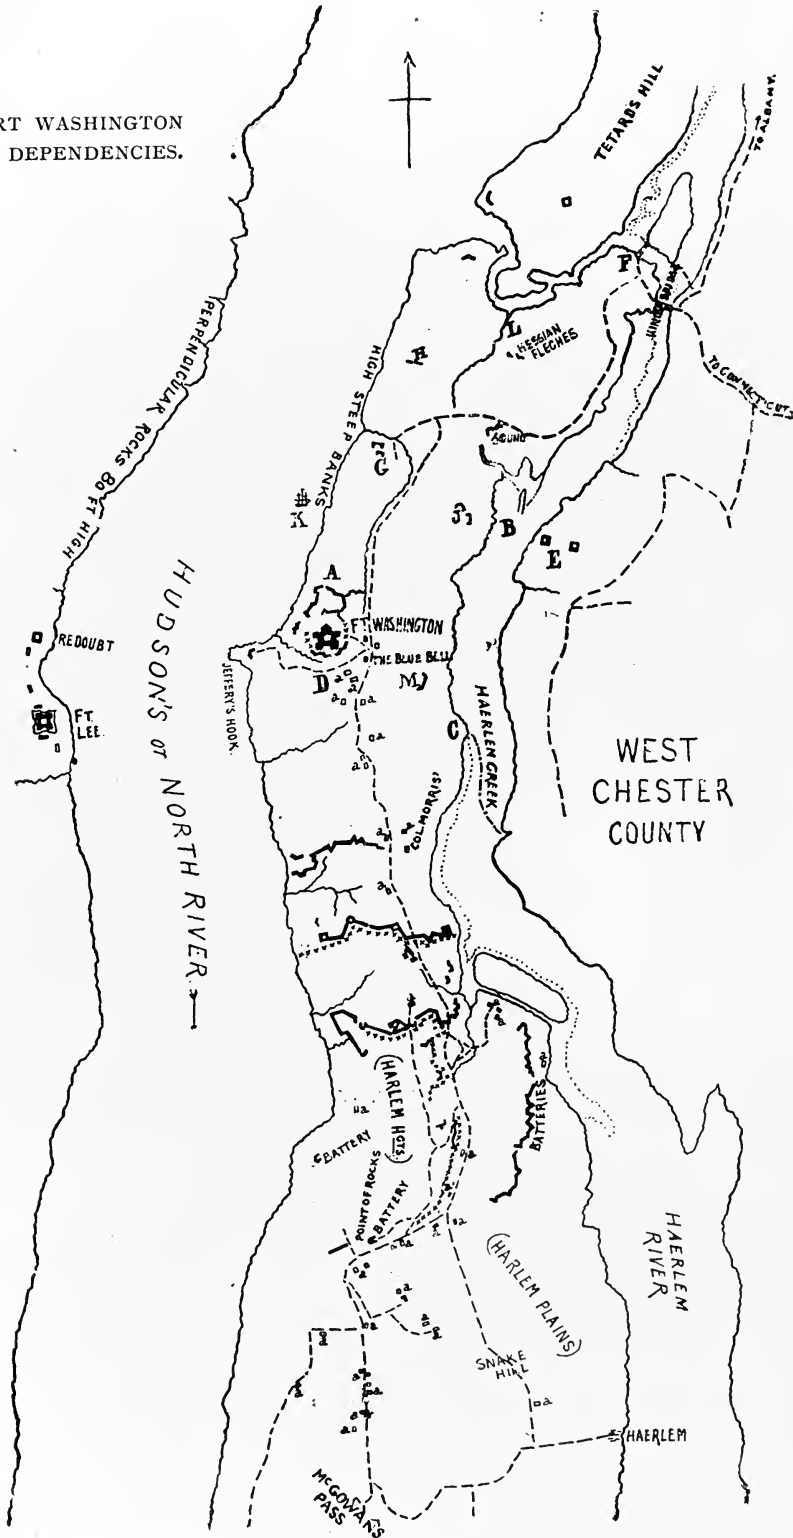 RT WASHINGTON
DEPENDENCIES.
TETARD'S HILL
TO ALBANY.
F
PERPENDICULAR ROCKS 80 FT HIGH
HIGH STEEP BANKS
L
HESSIAN
FLECHES
TO CONNECTICUT
H
G
K
J
B
E
A
REDOUBT
FT.
LEE.
HUDSON'S or NORTH RIVER
FT. WASHINGTON
THE BLUE BELL
JEFFERY'S HOOK.
D
M
a
a
a
a
C
HAERLEM CREEK
WEST
CHESTER
COUNTY
COL. MORRIS'
(HARLEM HGTS.)
BATTERIES
BATTERY
POINT OF ROCKS
BATTERY
HAERLEM
RIVER
(HARLEM PLAINS)
SNAKE
HILL
a
HAERLEM
McGOWAN'S
PASS